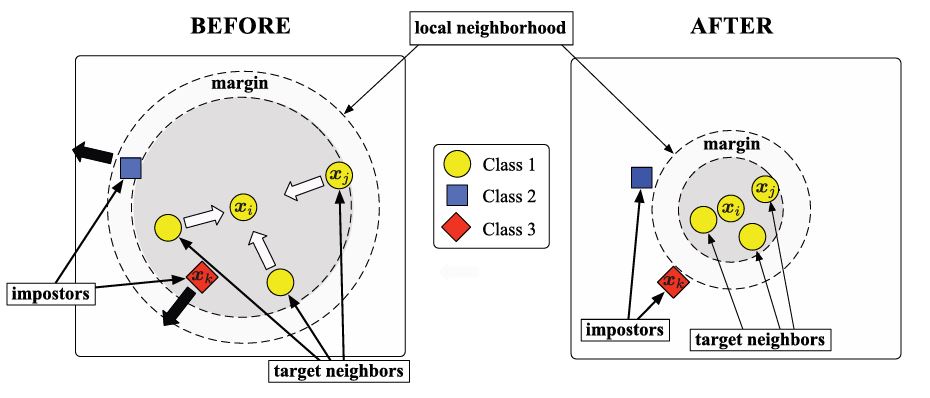 BEFORE
local neighborhood
AFTER
margin
margin
x_j
x_i
x_k
impostors
target neighbors
Class 1
Class 2
Class 3
x_j
x_i
x_k
impostors
target neighbors